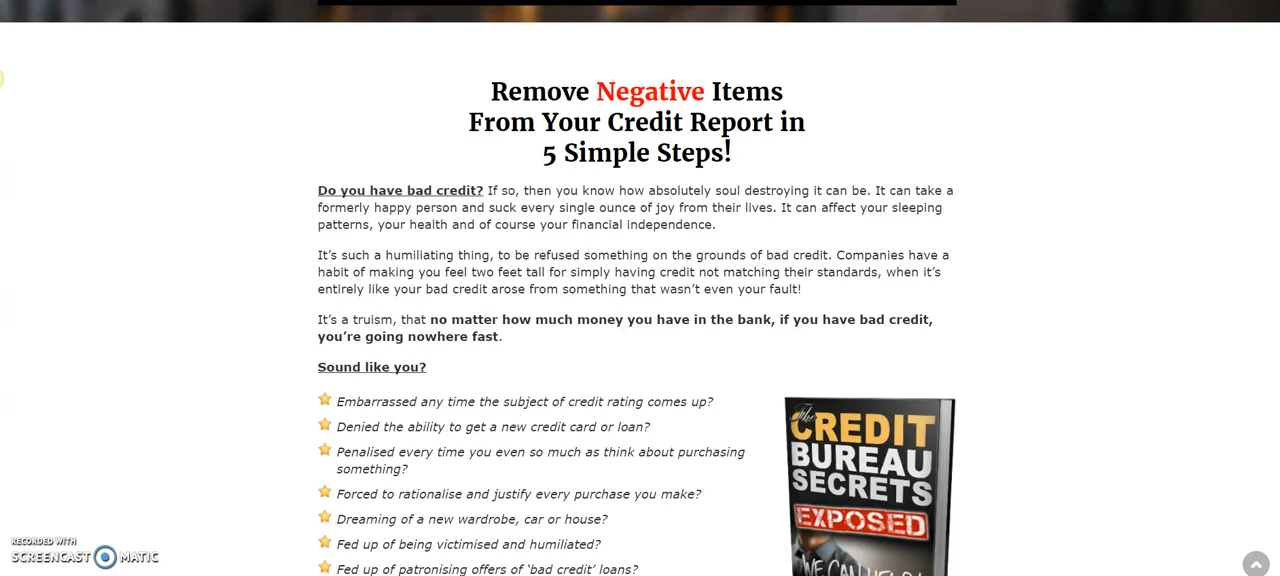 Remove Negative Items
From Your Credit Report in
5 Simple Steps!
Do you have bad credit? If so, then you know how absolutely soul destroying it can be. It can take a
formerly happy person and suck every single ounce of joy from their lives. It can affect your sleeping
patterns, your health and of course your financial independence.
It's such a humiliating thing, to be refused something on the grounds of bad credit. Companies have a
habit of making you feel two feet tall for simply having credit not matching their standards, when it's
entirely like your bad credit arose from something that wasn't even your fault!
It's a truism, that no matter how much money you have in the bank, if you have bad credit,
you're going nowhere fast.
Sound like you?
Embarrassed any time the subject of credit rating comes up?
Denied the ability to get a new credit card or loan?
Penalised every time you even so much as think about purchasing
something?
Forced to rationalise and justify every purchase you make?
Dreaming of a new wardrobe, car or house?
Fed up of being victimised and humiliated?
Fed up of patronising offers of 'bad credit' loans?
The
CREDIT
BUREAU
SECRETS
EXPOSED
WE CAN HELP!
RECORDED WITH
SCREENCAST MATIC